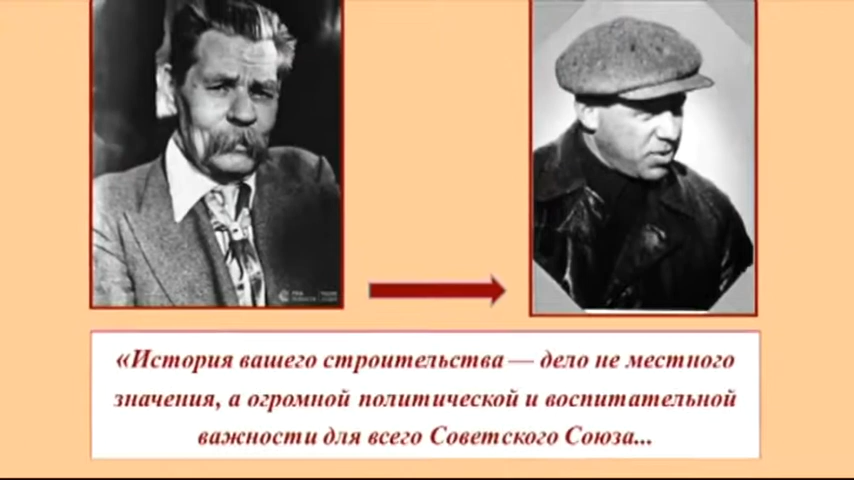 «История вашего строительства — дело не местного
значения, а огромной политической и воспитательной
важности для всего Советского Союза...